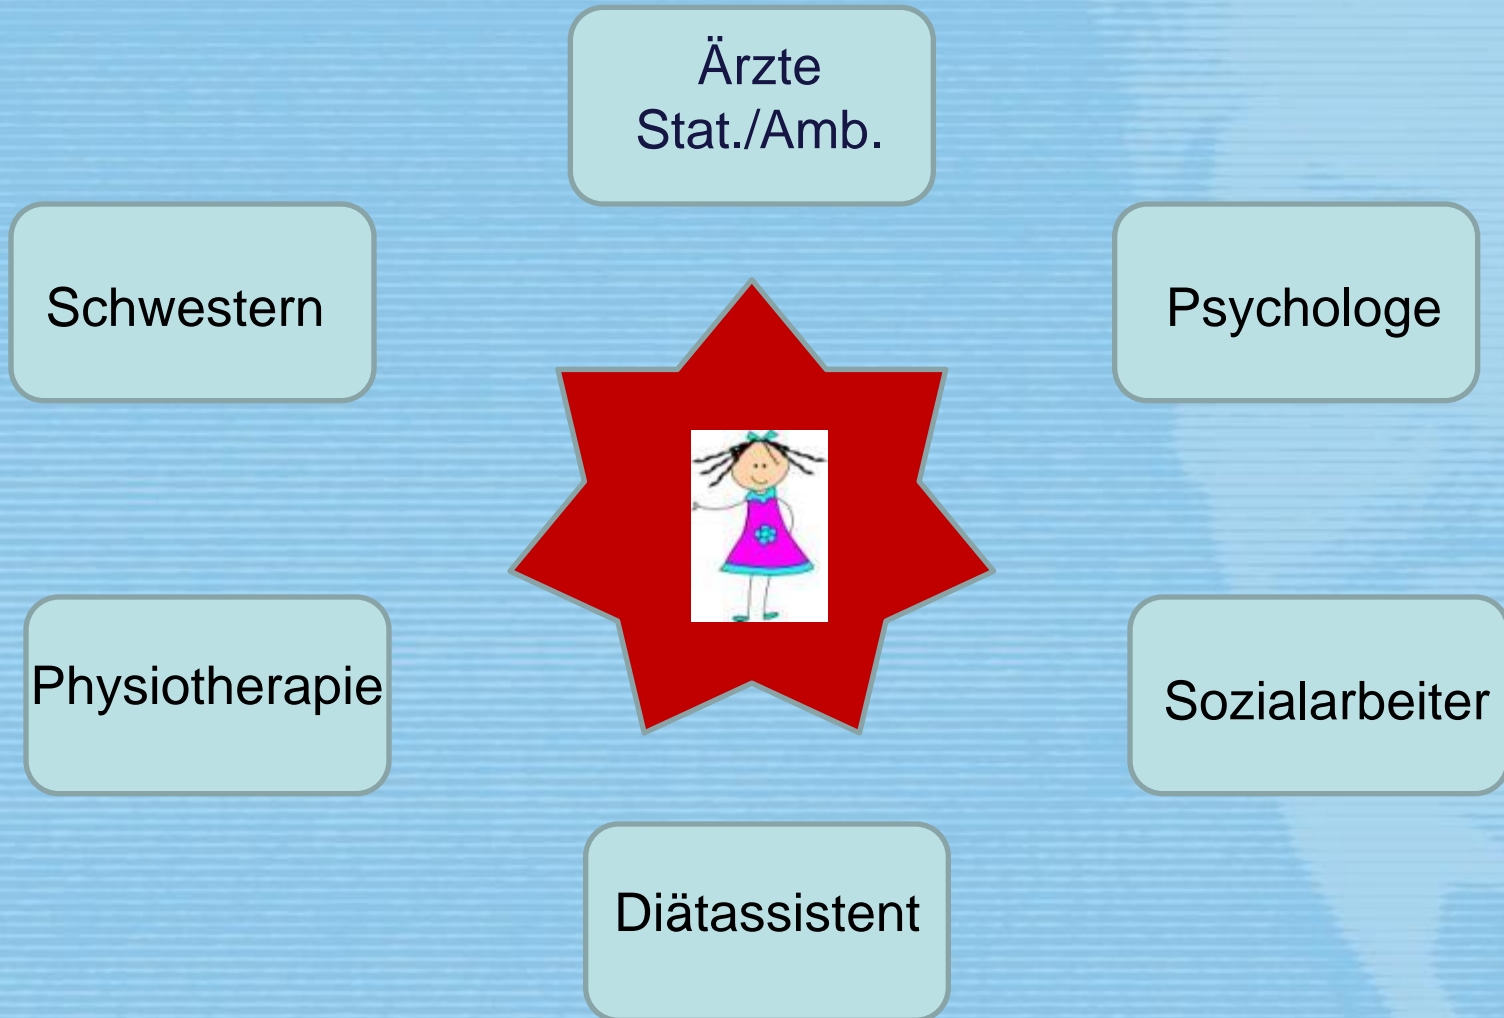 Ärzte
Stat./Amb.
Schwestern
Psychologe
Physiotherapie
Sozialarbeiter
Diätassistent